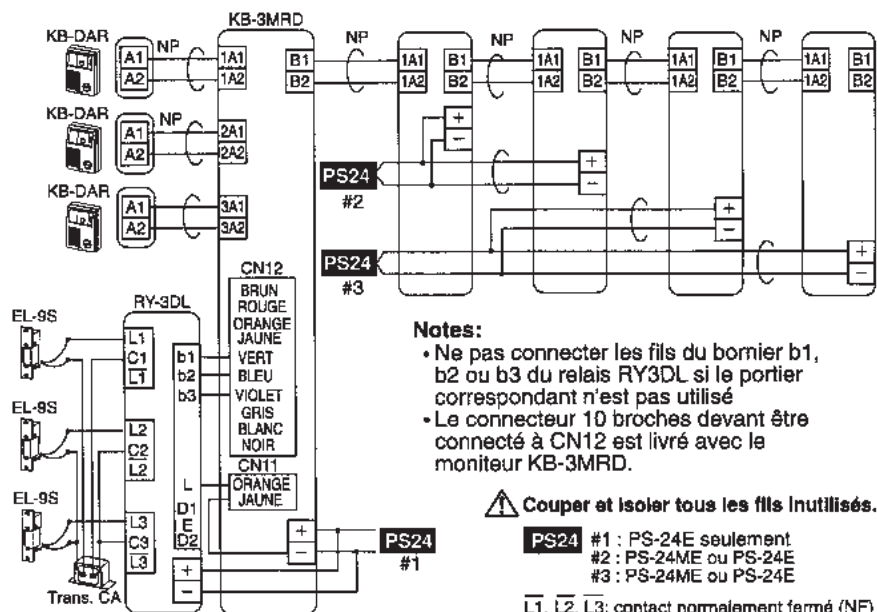 KB-3MRD
KB-DAR
A1 NP 1A1
A2 1A2
B1 NP
B2
1A1 B1 NP
1A2 B2
1A1 B1 NP
1A2 B2
1A1 B1 NP
1A2 B2
1A1 B1
1A2 B2
KB-DAR
A1 NP 2A1
A2 2A2
KB-DAR
A1 3A1
A2 3A2
+
−
PS24
#2
+
−
+
−
PS24
#3
NP
+
−
CN12
BRUN
ROUGE
ORANGE
JAUNE
VERT
BLEU
VIOLET
GRIS
BLANC
NOIR
CN11
ORANGE
JAUNE
+
−
PS24
#1
RY-3DL
EL-9S
L1
C1
L̅1̅
b1
b2
b3
EL-9S
L2
C2
L2
EL-9S
L3
C3
L̅3
L
D1
E
D2
+
−
Trans. CA
Notes:
• Ne pas connecter les fils du bornier b1,
b2 ou b3 du relais RY3DL si le portier
correspondant n'est pas utilisé
• Le connecteur 10 broches devant être
connecté à CN12 est livré avec le
moniteur KB-3MRD.
Couper et isoler tous les fils inutilisés.
PS24 #1 : PS-24E seulement
#2 : PS-24ME ou PS-24E
#3 : PS-24ME ou PS-24E
L̅1̅, L̅2̅, L̅3̅: contact normalement fermé (NF)